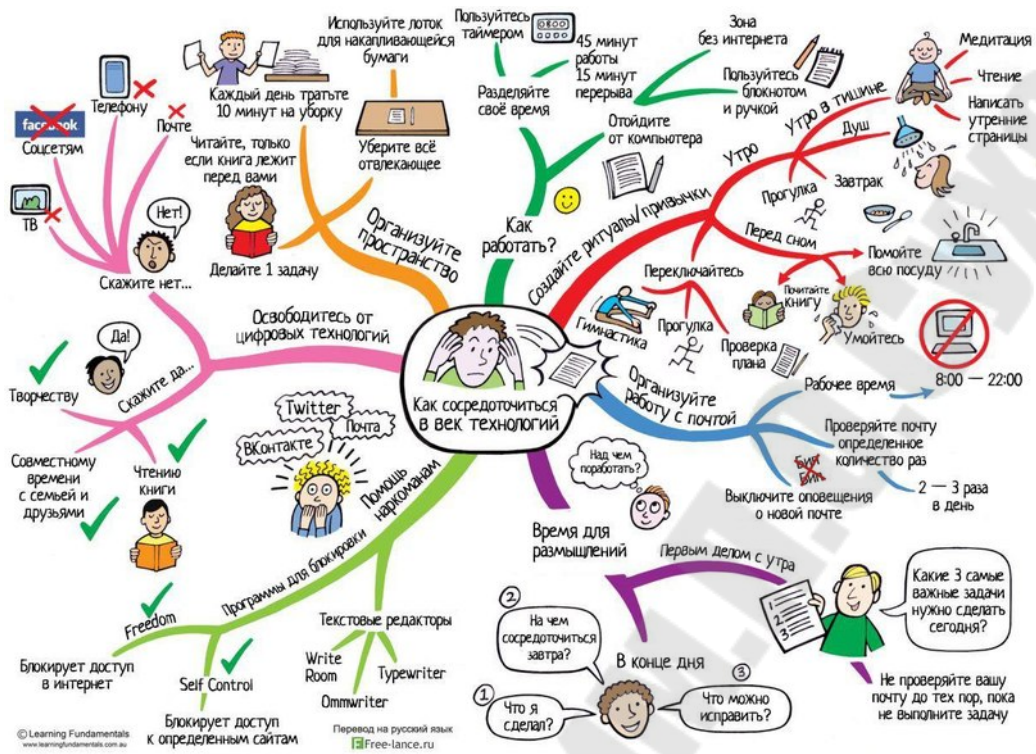 Как сосредоточиться
в век технологий
Как
работать?
Разделяйте
своё время
Пользуйтесь
таймером
45 минут
работы
15 минут
перерыва
Отойдите
от компьютера
Зона
без интернета
Пользуйтесь
блокнотом
и ручкой
Создайте ритуалы/привычки
Утро
Утро в тишине
Медитация
Чтение
Написать
утренние
страницы
Душ
Завтрак
Прогулка
Перед сном
Помойте
всю посуду
Умойтесь
Почитайте
книгу
Переключайтесь
Гимнастика
Прогулка
Проверка
плана
Организуйте
работу с почтой
Рабочее время
8:00 — 22:00
Проверяйте почту
определенное
количество раз
2 — 3 раза
в день
Бип
Бип
Выключите оповещения
о новой почте
Время для
размышлений
Над чем
поработать?
Первым делом с утра
1
2
3
Какие 3 самые
важные задачи
нужно сделать
сегодня?
Не проверяйте вашу
почту до тех пор, пока
не выполните задачу
В конце дня
1
Что я
сделал?
2
На чем
сосредоточиться
завтра?
3
Что можно
исправить?
Помощь
наркоманам
Twitter
Почта
ВКонтакте
Программы для блокировки
Freedom
Блокирует доступ
в интернет
Self Control
Блокирует доступ
к определенным сайтам
Текстовые редакторы
Write
Room
Ommwriter
Typewriter
Освободитесь от
цифровых технологий
Скажите нет...
Нет!
ТВ
facebook
Соцсетям
Телефону
Почте
Скажите да...
Да!
Творчеству
Совместному
времени
с семьей и
друзьями
Чтению
книги
Организуйте
пространство
Каждый день тратьте
10 минут на уборку
Используйте лоток
для накапливающейся
бумаги
Уберите всё
отвлекающее
Читайте, только
если книга лежит
перед вами
Делайте 1 задачу
© Learning Fundamentals
www.learningfundamentals.com.au
Перевод на русский язык
Free-lance.ru